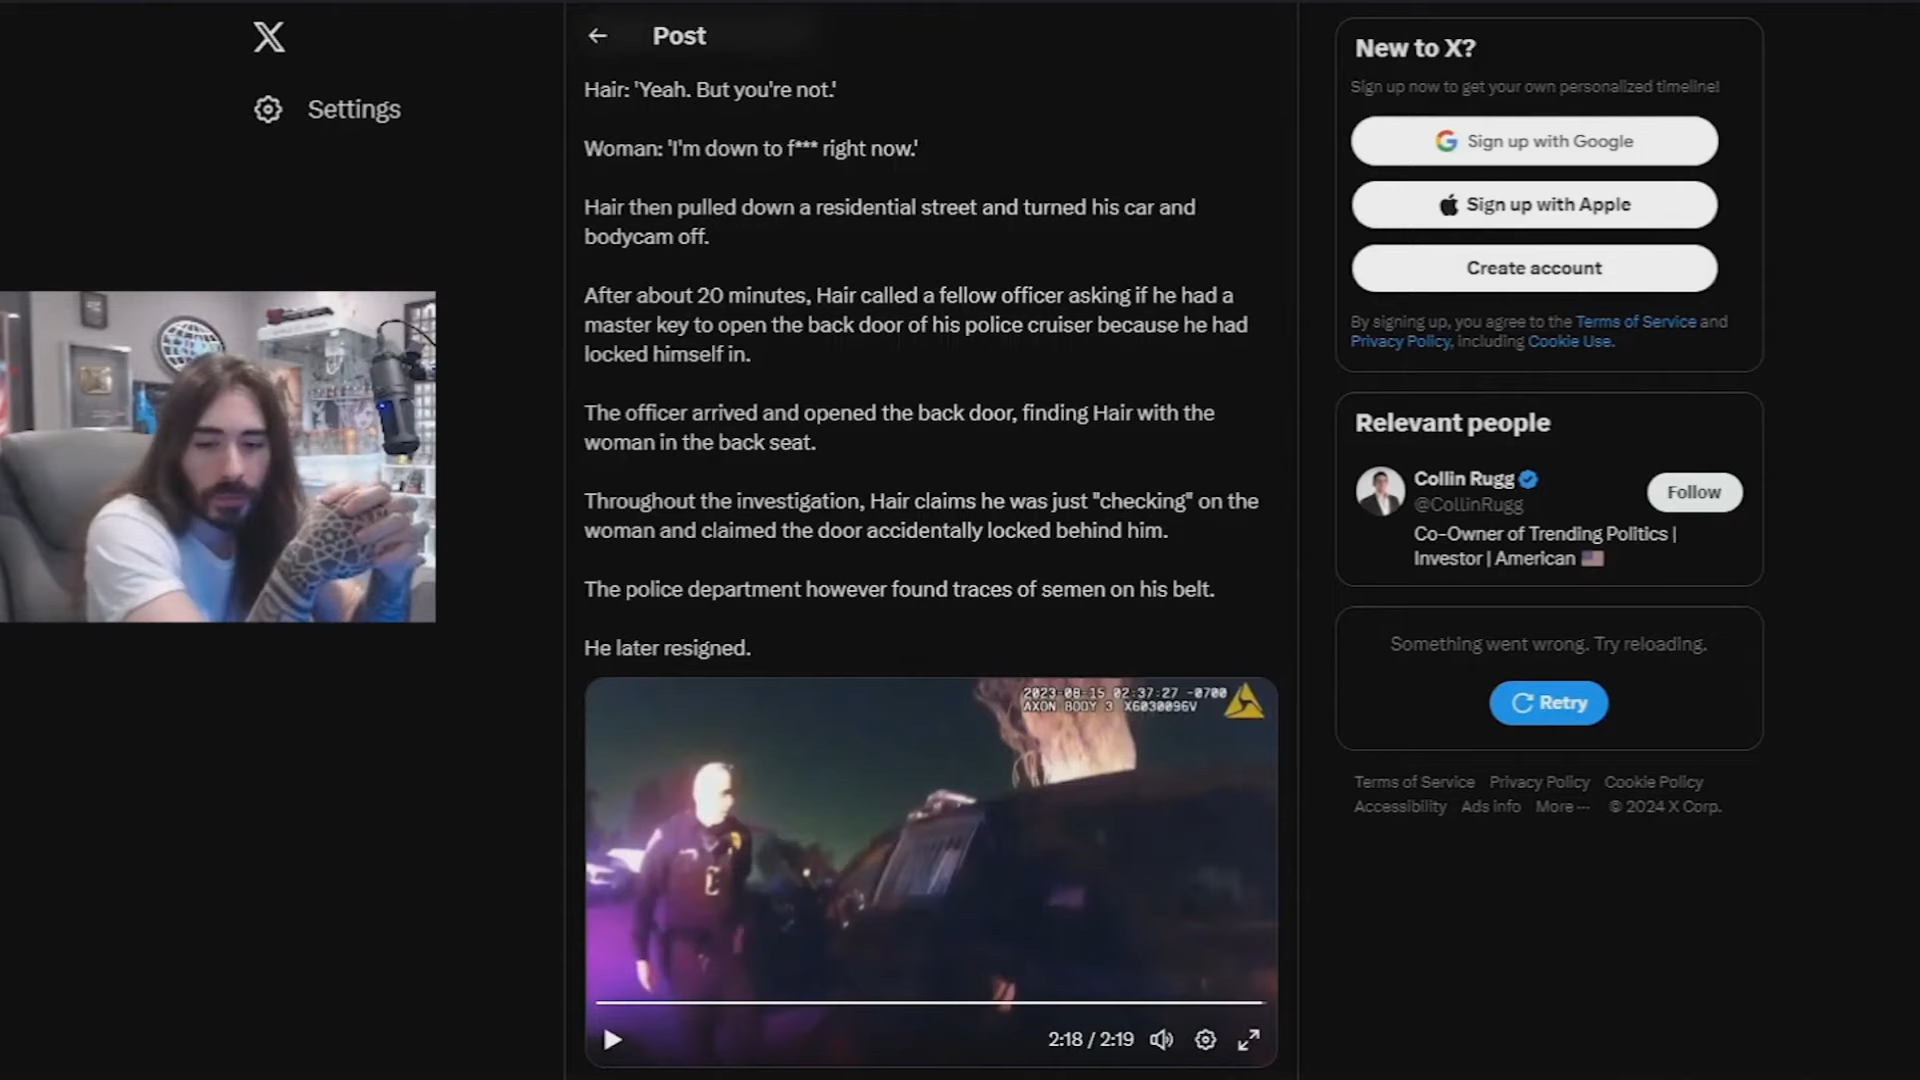 Settings
Post
Hair: 'Yeah. But you're not.'
Woman: 'I'm down to f*** right now.'
Hair then pulled down a residential street and turned his car and
bodycam off.
After about 20 minutes, Hair called a fellow officer asking if he had a
master key to open the back door of his police cruiser because he had
locked himself in.
The officer arrived and opened the back door, finding Hair with the
woman in the back seat.
Throughout the investigation, Hair claims he was just "checking" on the
woman and claimed the door accidentally locked behind him.
The police department however found traces of semen on his belt.
He later resigned.
2023-08-15 02:37:27 -0700
AXON BODY 3 X6030096V
2:18 / 2:19
New to X?
Sign up now to get your own personalized timeline!
Sign up with Google
Sign up with Apple
Create account
By signing up, you agree to the Terms of Service and
Privacy Policy, including Cookie Use.
Relevant people
Collin Rugg
@CollinRugg
Follow
Co-Owner of Trending Politics |
Investor | American 🇺🇸
Something went wrong. Try reloading.
Retry
Terms of Service Privacy Policy Cookie Policy
Accessibility Ads info More ··· © 2024 X Corp.